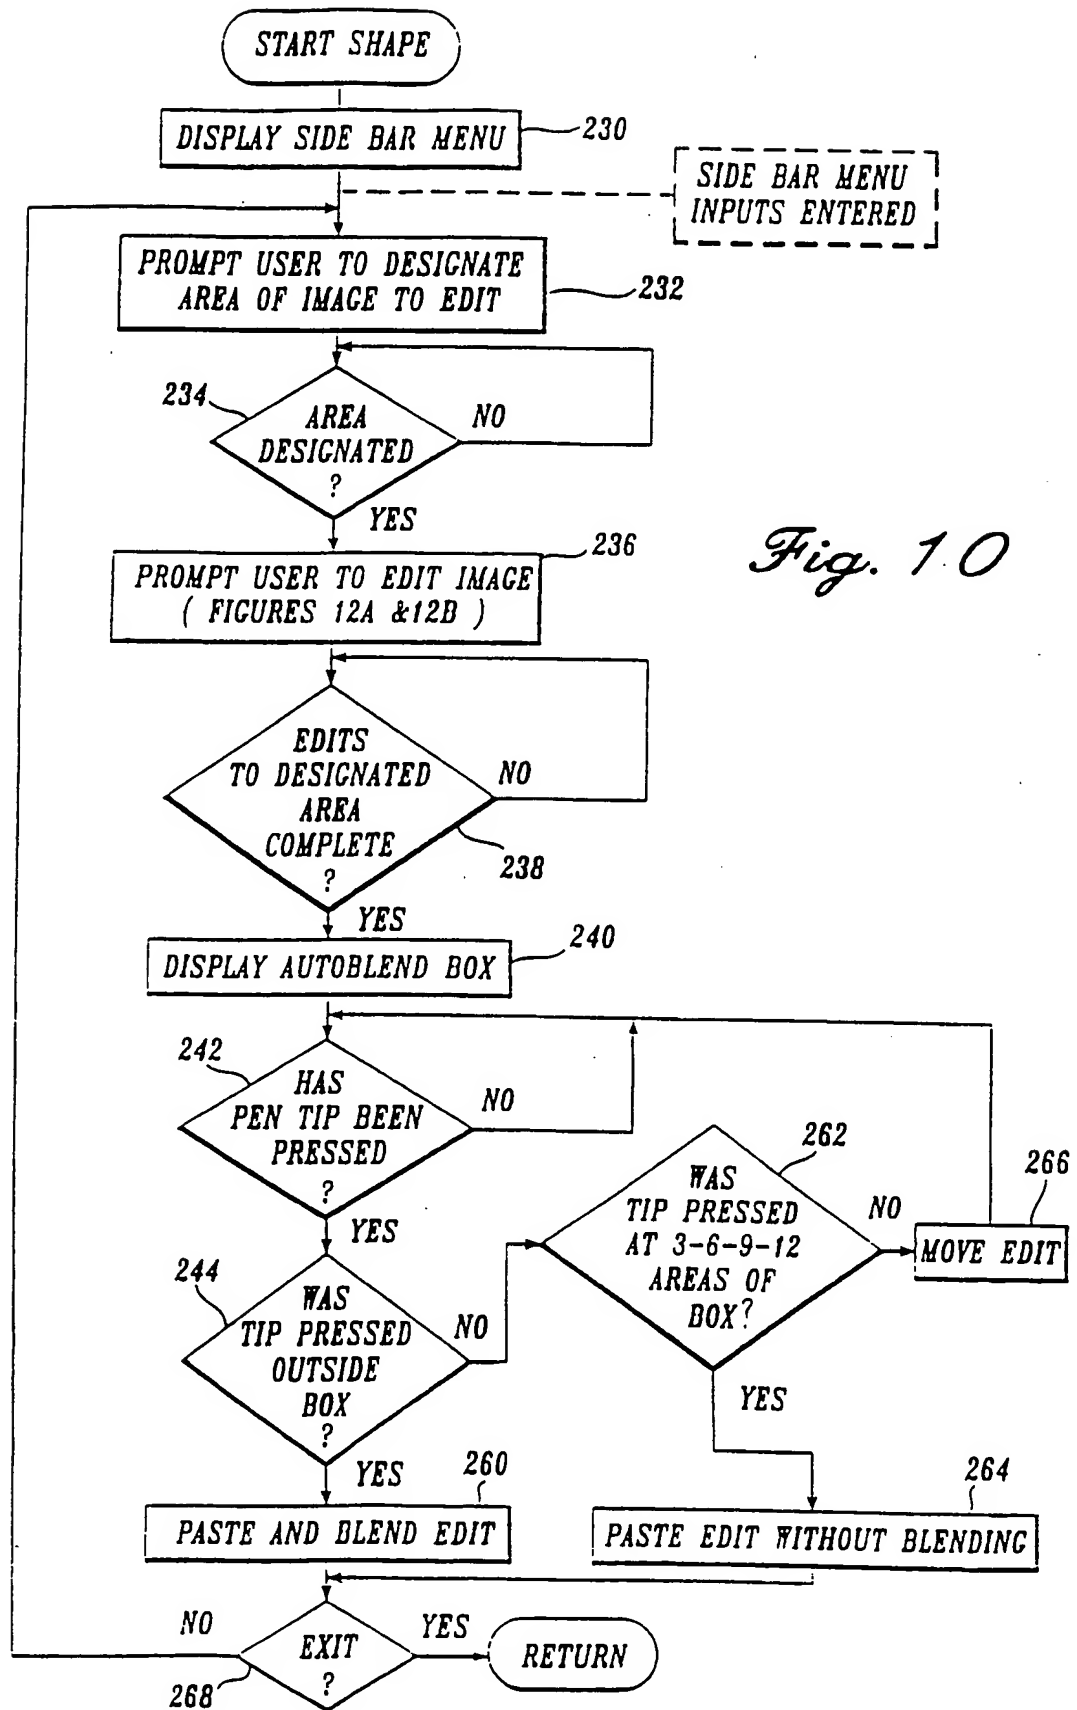 START SHAPE
DISPLAY SIDE BAR MENU
230
SIDE BAR MENU
INPUTS ENTERED
PROMPT USER TO DESIGNATE
AREA OF IMAGE TO EDIT
232
234
AREA
DESIGNATED
?
NO
YES
Fig. 10
236
PROMPT USER TO EDIT IMAGE
( FIGURES 12A &12B )
EDITS
TO DESIGNATED
AREA
COMPLETE
?
NO
238
YES
240
DISPLAY AUTOBLEND BOX
242
HAS
PEN TIP BEEN
PRESSED
?
NO
YES
244
WAS
TIP PRESSED
OUTSIDE
BOX
?
NO
YES
262
WAS
TIP PRESSED
AT 3-6-9-12
AREAS OF
BOX?
NO
YES
266
MOVE EDIT
260
PASTE AND BLEND EDIT
264
PASTE EDIT WITHOUT BLENDING
NO
EXIT
?
YES
268
RETURN